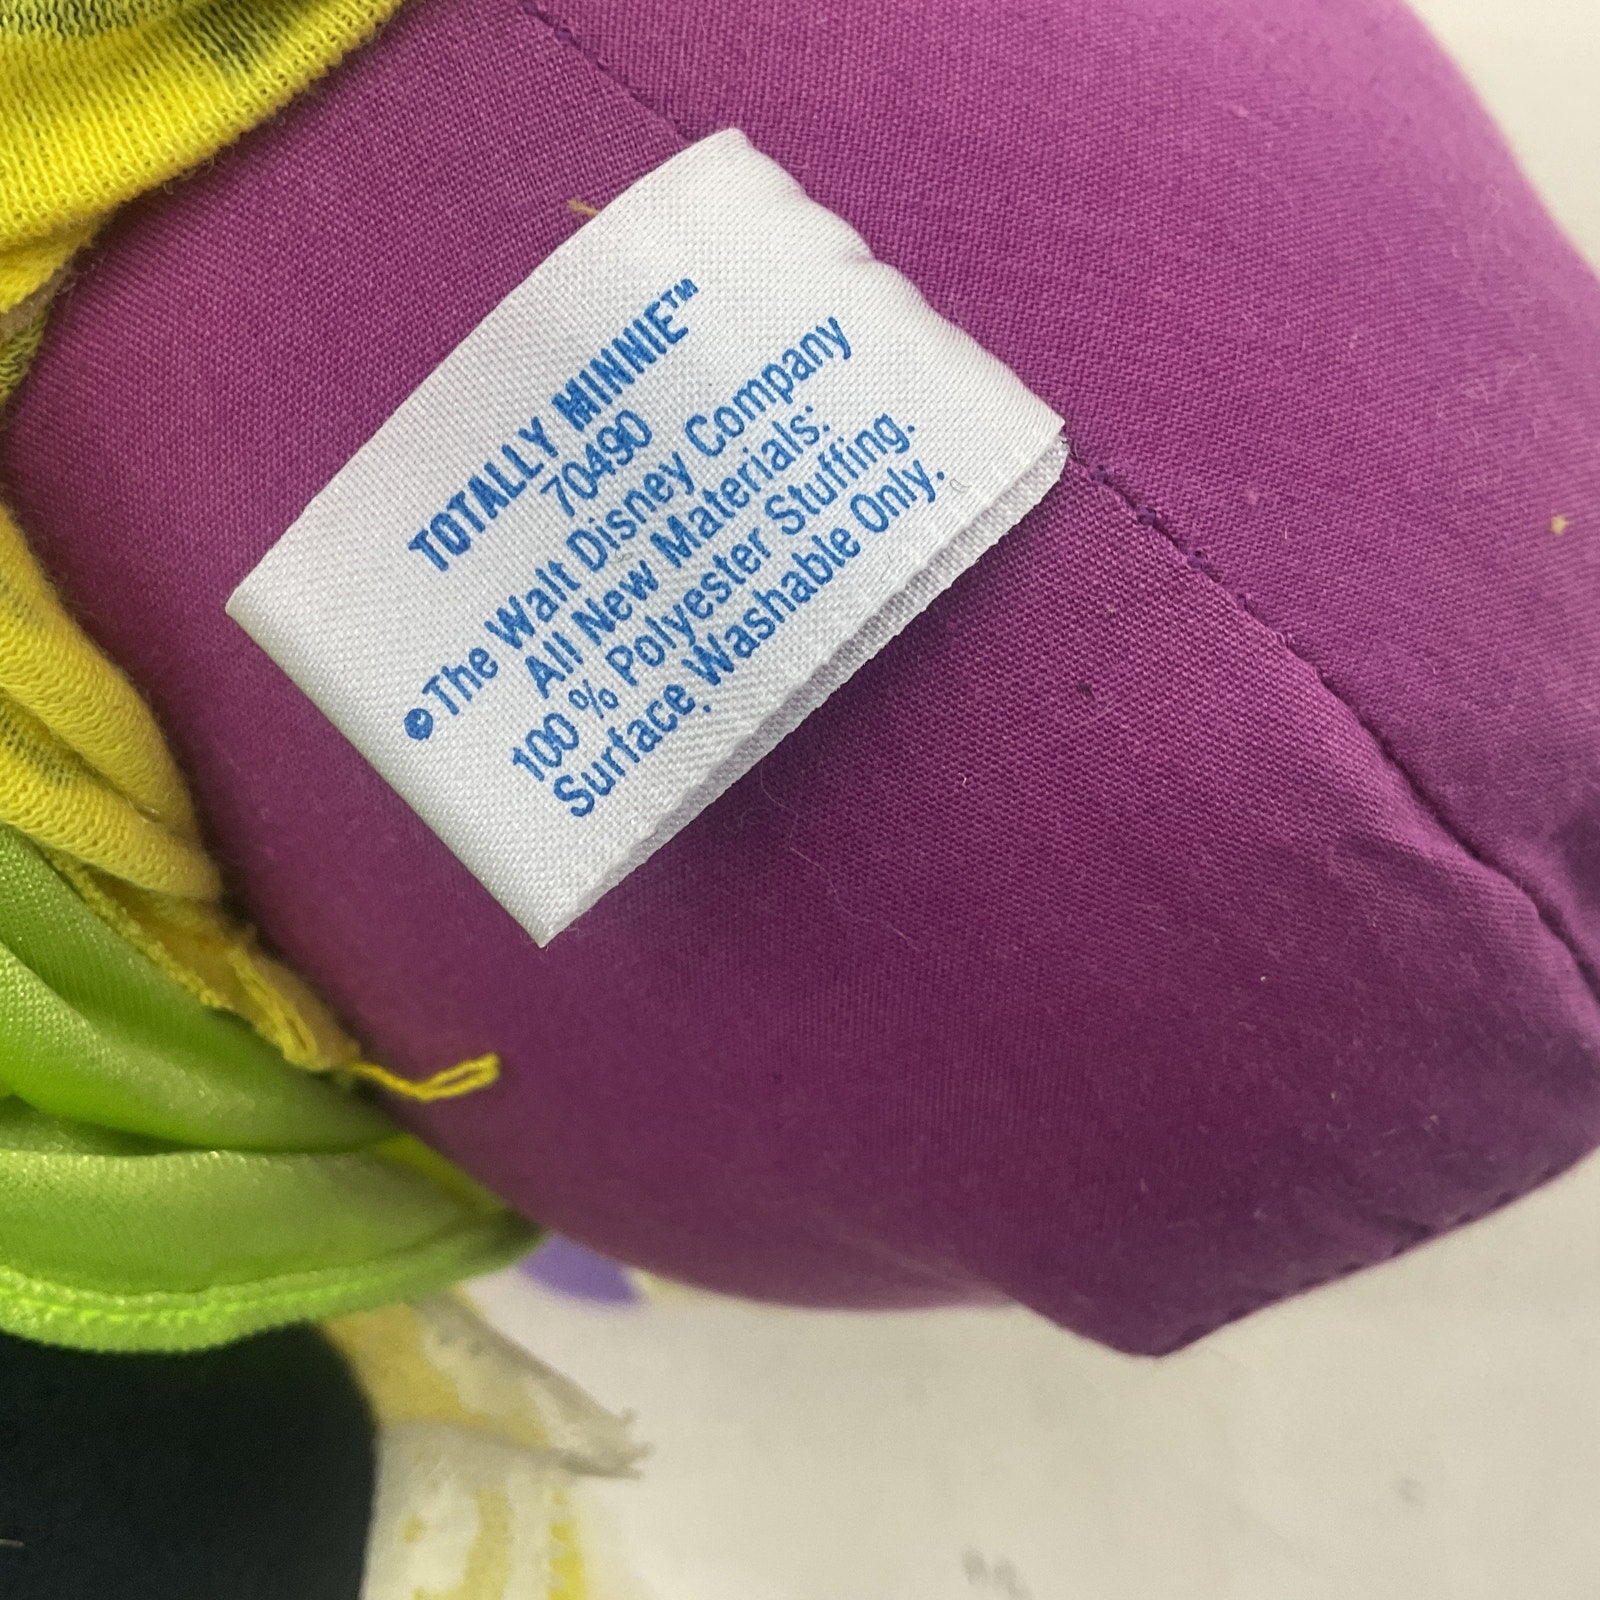 TOTALLY MINNIE™
70490
© The Walt Disney Company
All New Materials:
100 % Polyester Stuffing.
Surface Washable Only.